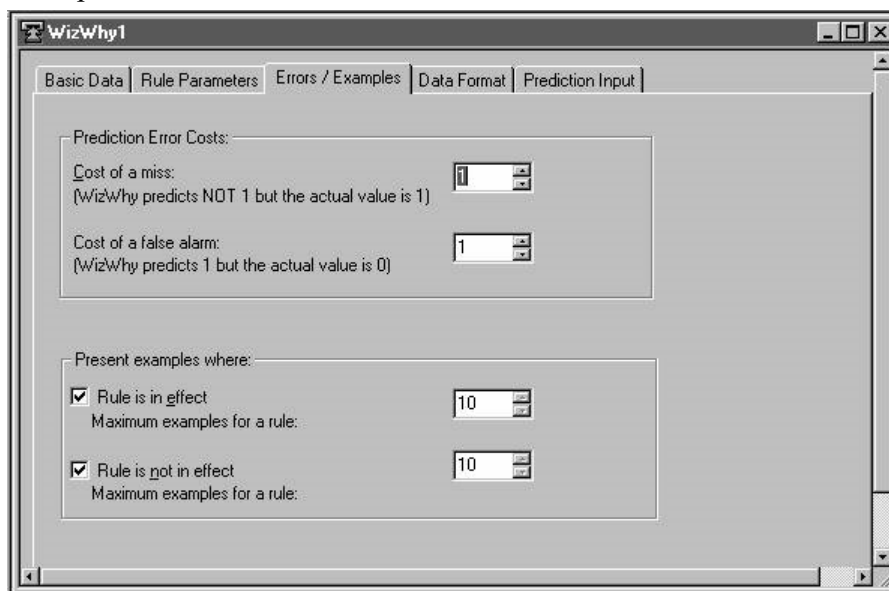 WizWhy1
Basic Data Rule Parameters Errors / Examples Data Format Prediction Input
Prediction Error Costs:
Cost of a miss: 1
(WizWhy predicts NOT 1 but the actual value is 1)
Cost of a false alarm: 1
(WizWhy predicts 1 but the actual value is 0)
Present examples where:
Rule is in effect 10
Maximum examples for a rule:
Rule is not in effect 10
Maximum examples for a rule: